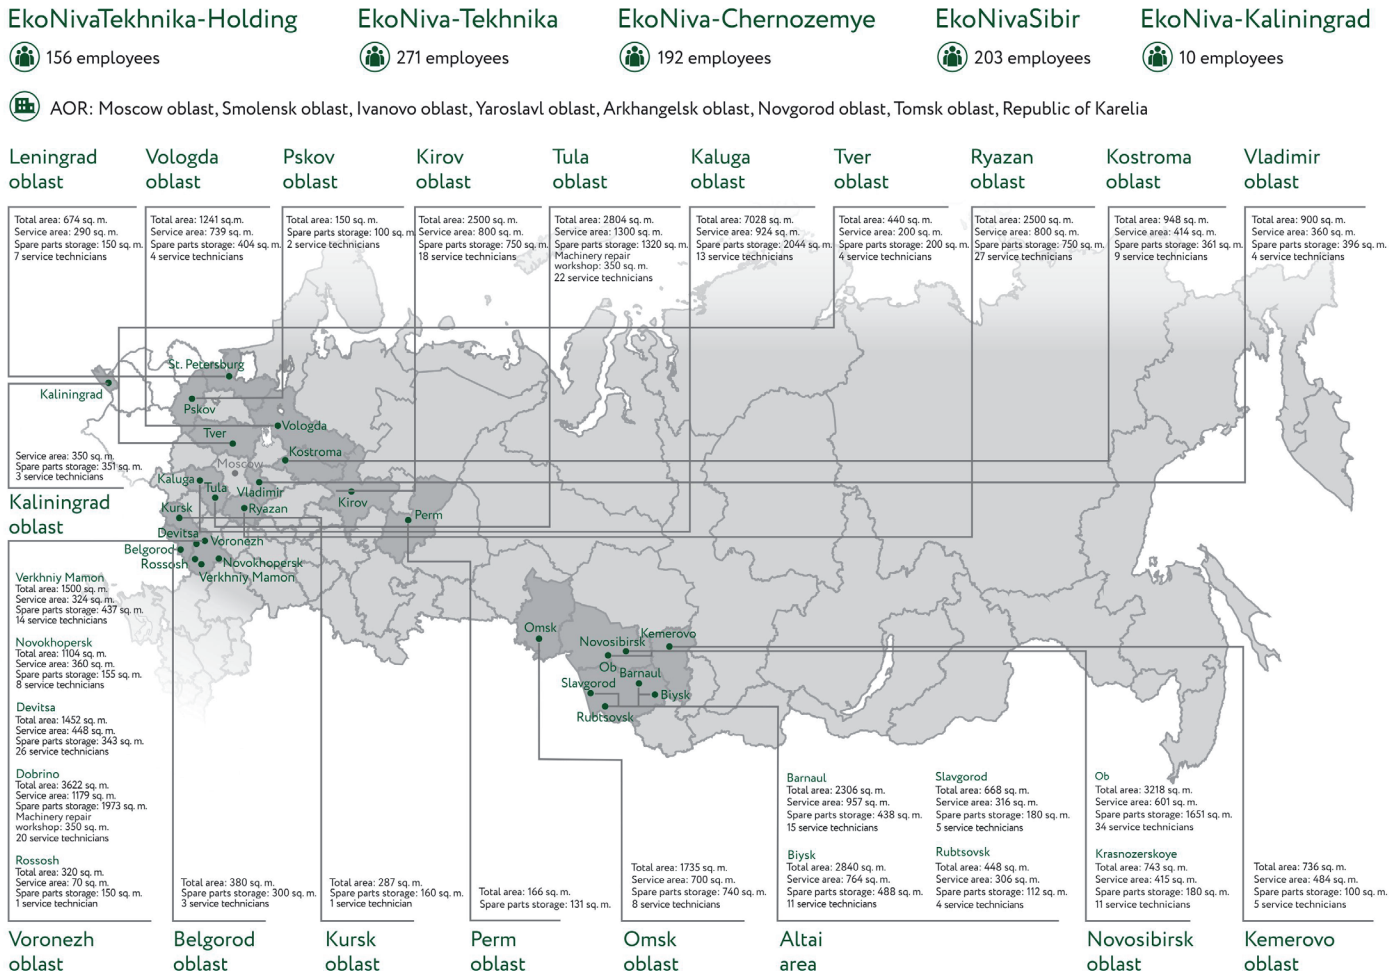 EkoNivaTekhnika-Holding
156 employees
EkoNiva-Tekhnika
271 employees
EkoNiva-Chernozemye
192 employees
EkoNivaSibir
203 employees
EkoNiva-Kaliningrad
10 employees
AOR: Moscow oblast, Smolensk oblast, Ivanovo oblast, Yaroslavl oblast, Arkhangelsk oblast, Novgorod oblast, Tomsk oblast, Republic of Karelia
Leningrad
oblast
Total area: 674 sq. m.
Service area: 290 sq. m.
Spare parts storage: 150 sq. m.
7 service technicians
Vologda
oblast
Total area: 1241 sq.m.
Service area: 739 sq. m.
Spare parts storage: 404 sq. m.
4 service technicians
Pskov
oblast
Total area: 150 sq. m.
Spare parts storage: 100 sq. m.
2 service technicians
Kirov
oblast
Total area: 2500 sq. m.
Service area: 800 sq. m.
Spare parts storage: 750 sq. m.
18 service technicians
Tula
oblast
Total area: 2804 sq. m.
Service area: 1300 sq. m.
Spare parts storage: 1320 sq. m.
Machinery repair
workshop: 350 sq. m.
22 service technicians
Kaluga
oblast
Total area: 7028 sq. m.
Service area: 924 sq. m.
Spare parts storage: 2044 sq. m.
13 service technicians
Tver
oblast
Total area: 440 sq. m.
Service area: 200 sq. m.
Spare parts storage: 200 sq. m.
4 service technicians
Ryazan
oblast
Total area: 2500 sq. m.
Service area: 800 sq. m.
Spare parts storage: 750 sq. m.
27 service technicians
Kostroma
oblast
Total area: 948 sq. m.
Service area: 414 sq. m.
Spare parts storage: 361 sq. m.
9 service technicians
Vladimir
oblast
Total area: 900 sq. m.
Service area: 360 sq. m.
Spare parts storage: 396 sq. m.
4 service technicians
St. Petersburg
Kaliningrad
Pskov
Vologda
Tver
Kostroma
Moscow
Kaluga
Tula
Vladimir
Kirov
Kursk
Ryazan
Perm
Devitsa
Voronezh
Belgorod
Rossosh
Novokhopersk
Verkhniy Mamon
Omsk
Novosibirsk
Kemerovo
Ob
Barnaul
Slavgorod
Biysk
Rubtsovsk
Service area: 350 sq. m.
Spare parts storage: 351 sq. m.
3 service technicians
Kaliningrad
oblast
Verkhniy Mamon
Total area: 1500 sq. m.
Service area: 324 sq. m.
Spare parts storage: 437 sq. m.
14 service technicians
Novokhopersk
Total area: 1104 sq. m.
Service area: 360 sq. m.
Spare parts storage: 155 sq. m.
8 service technicians
Devitsa
Total area: 1452 sq. m.
Service area: 448 sq. m.
Spare parts storage: 343 sq. m.
26 service technicians
Dobrino
Total area: 3622 sq. m.
Service area: 1179 sq. m.
Spare parts storage: 1973 sq. m.
Machinery repair
workshop: 350 sq. m.
20 service technicians
Rossosh
Total area: 320 sq. m.
Service area: 70 sq. m.
Spare parts storage: 150 sq. m.
1 service technician
Voronezh
oblast
Total area: 380 sq. m.
Spare parts storage: 300 sq. m.
3 service technicians
Belgorod
oblast
Total area: 287 sq. m.
Spare parts storage: 160 sq. m.
1 service technician
Kursk
oblast
Total area: 166 sq. m.
Spare parts storage: 131 sq. m.
Perm
oblast
Total area: 1735 sq. m.
Service area: 700 sq. m.
Spare parts storage: 740 sq. m.
8 service technicians
Omsk
oblast
Barnaul
Total area: 2306 sq. m.
Service area: 957 sq. m.
Spare parts storage: 438 sq. m.
15 service technicians
Biysk
Total area: 2840 sq. m.
Service area: 764 sq. m.
Spare parts storage: 488 sq. m.
11 service technicians
Slavgorod
Total area: 668 sq. m.
Service area: 316 sq. m.
Spare parts storage: 180 sq. m.
5 service technicians
Rubtsovsk
Total area: 448 sq. m.
Service area: 306 sq. m.
Spare parts storage: 112 sq. m.
4 service technicians
Altai
area
Ob
Total area: 3218 sq. m.
Service area: 601 sq. m.
Spare parts storage: 1651 sq. m.
34 service technicians
Krasnozerskoye
Total area: 743 sq. m.
Service area: 415 sq. m.
Spare parts storage: 180 sq. m.
11 service technicians
Novosibirsk
oblast
Total area: 736 sq. m.
Service area: 484 sq. m.
Spare parts storage: 100 sq. m.
5 service technicians
Kemerovo
oblast